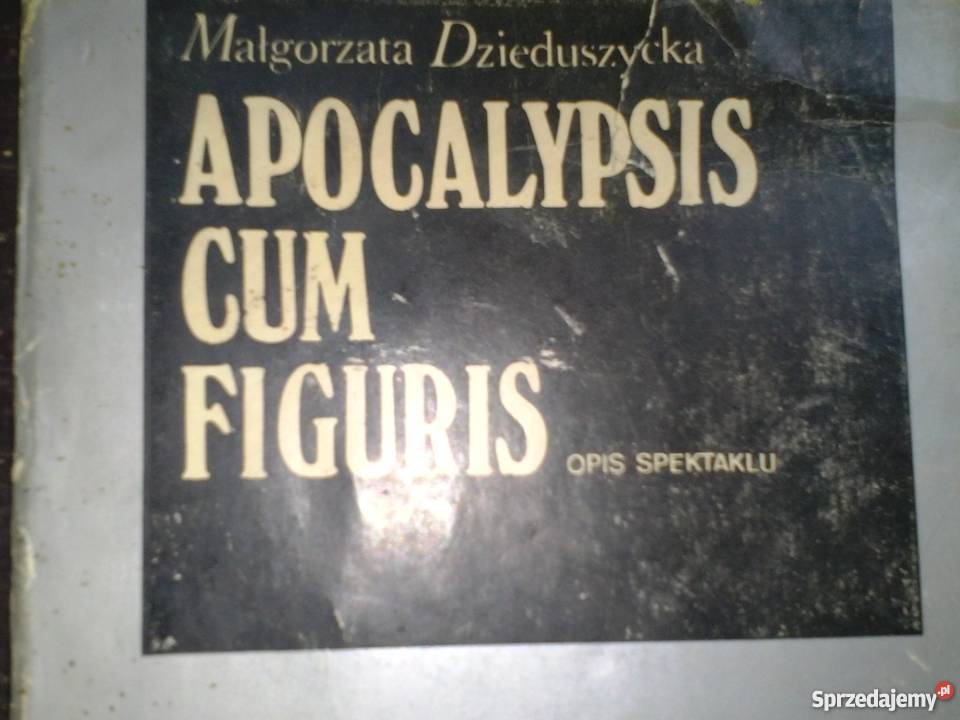 Małgorzata Dzieduszycka
APOCALYPSIS
CUM
FIGURIS
OPIS SPEKTAKLU
Sprzedajemy.pl